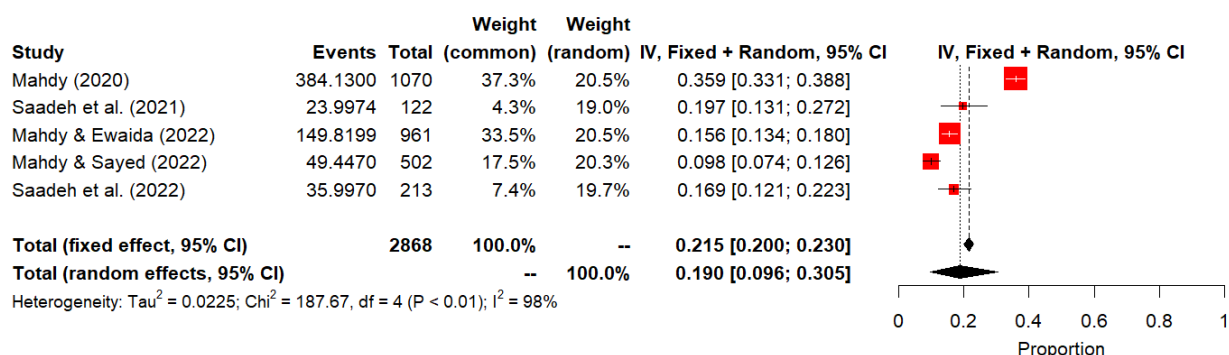 Weight Weight
Study Events Total (common) (random) IV, Fixed + Random, 95% CI IV, Fixed + Random, 95% CI
Mahdy (2020) 384.1300 1070 37.3% 20.5% 0.359 [0.331; 0.388]
Saadeh et al. (2021) 23.9974 122 4.3% 19.0% 0.197 [0.131; 0.272]
Mahdy & Ewaida (2022) 149.8199 961 33.5% 20.5% 0.156 [0.134; 0.180]
Mahdy & Sayed (2022) 49.4470 502 17.5% 20.3% 0.098 [0.074; 0.126]
Saadeh et al. (2022) 35.9970 213 7.4% 19.7% 0.169 [0.121; 0.223]
Total (fixed effect, 95% CI) 2868 100.0% -- 0.215 [0.200; 0.230]
Total (random effects, 95% CI) -- 100.0% 0.190 [0.096; 0.305]
Heterogeneity: Tau² = 0.0225; Chi² = 187.67, df = 4 (P < 0.01); I² = 98%
0 0.2 0.4 0.6 0.8 1
Proportion